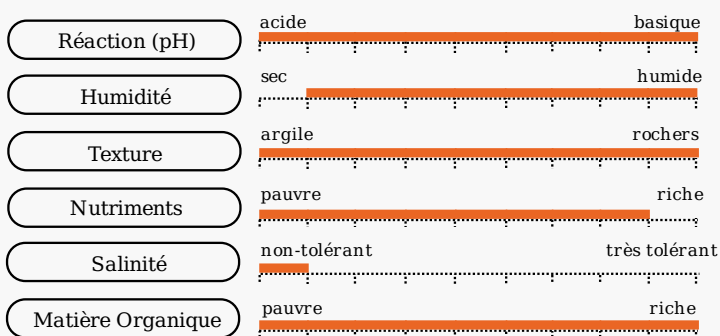 acide basique
Réaction (pH)
sec humide
Humidité
argile rochers
Texture
pauvre riche
Nutriments
non-tolérant très tolérant
Salinité
pauvre riche
Matière Organique